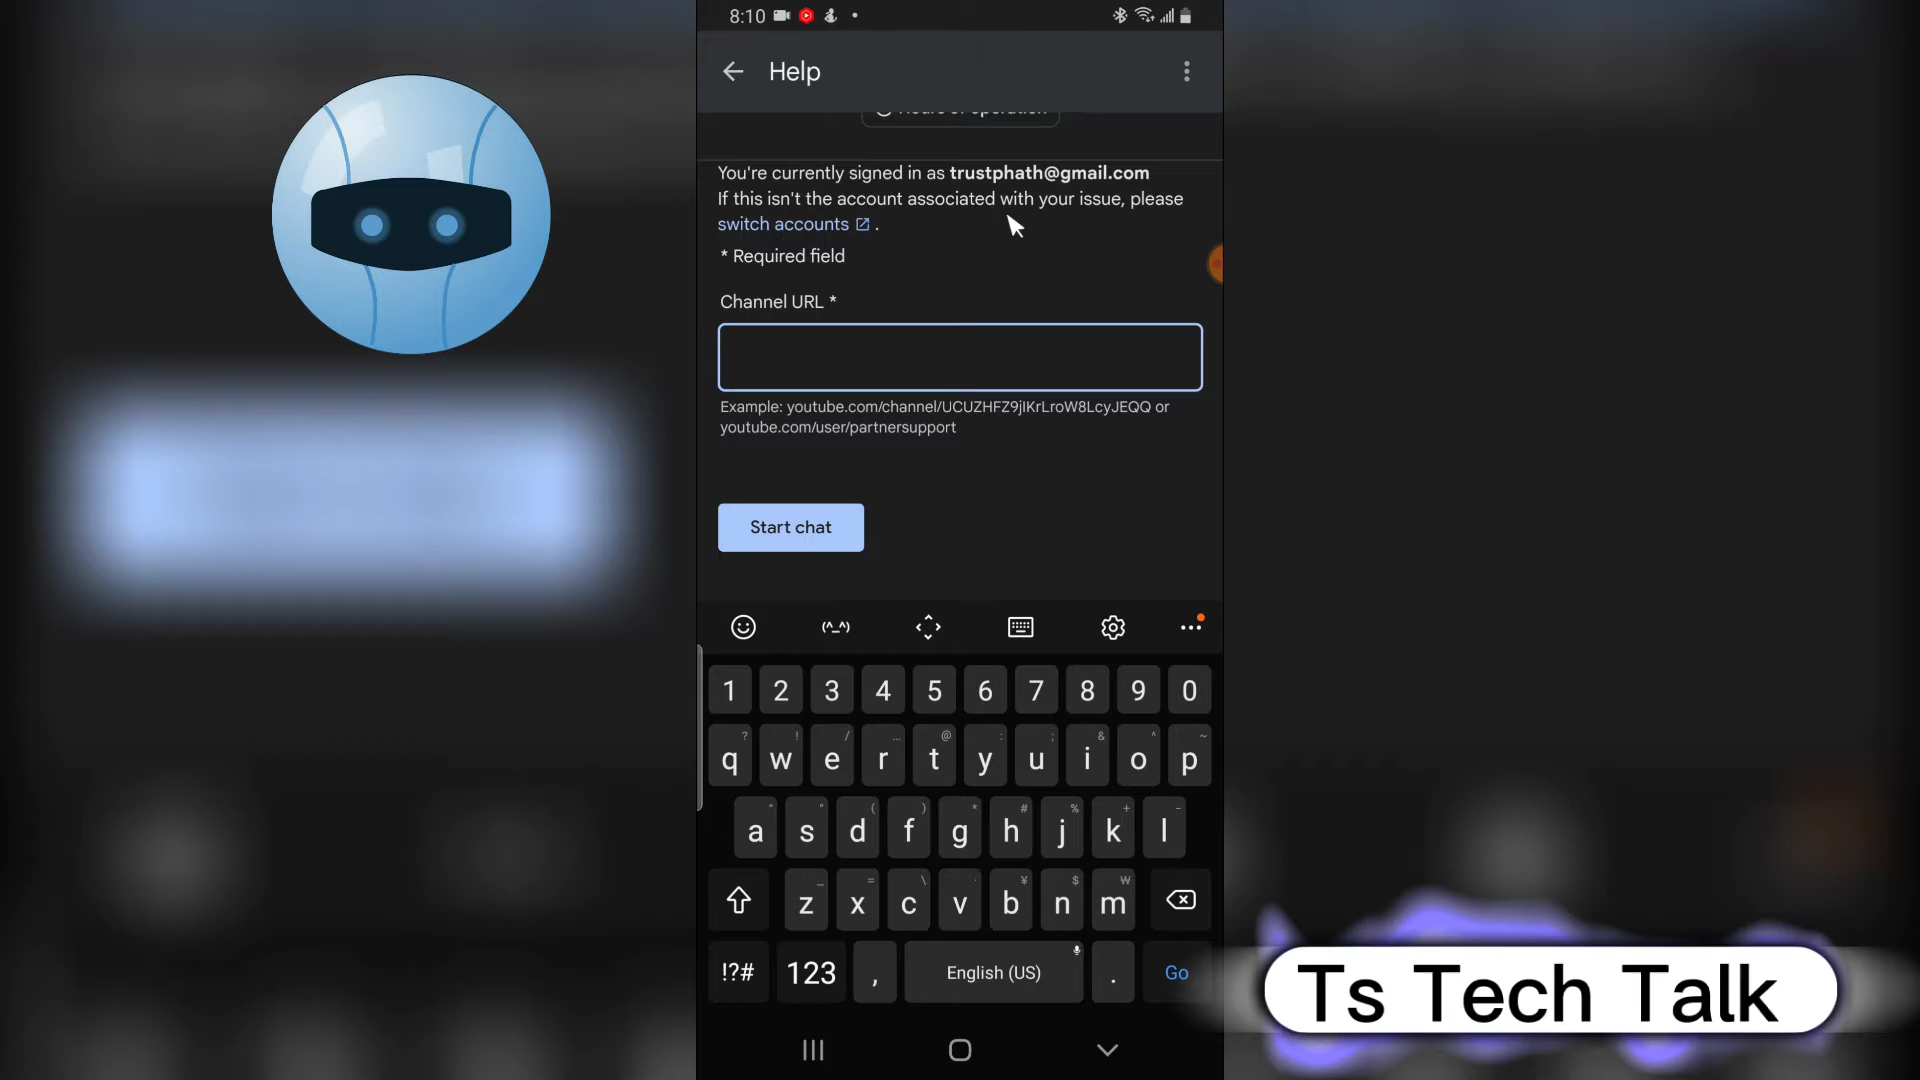 8:10
Help
Hours of operation
You're currently signed in as trustphath@gmail.com
If this isn't the account associated with your issue, please
switch accounts .
* Required field
Channel URL *
Example: youtube.com/channel/UCUZHFZ9jIKrLroW8LcyJEQQ or
youtube.com/user/partnersupport
Start chat
(^_^)
1 2 3 4 5 6 7 8 9 0
q w e r t y u i o p
a s d f g h j k l
z x c v b n m
!?# 123 , English (US) . Go
Ts Tech Talk